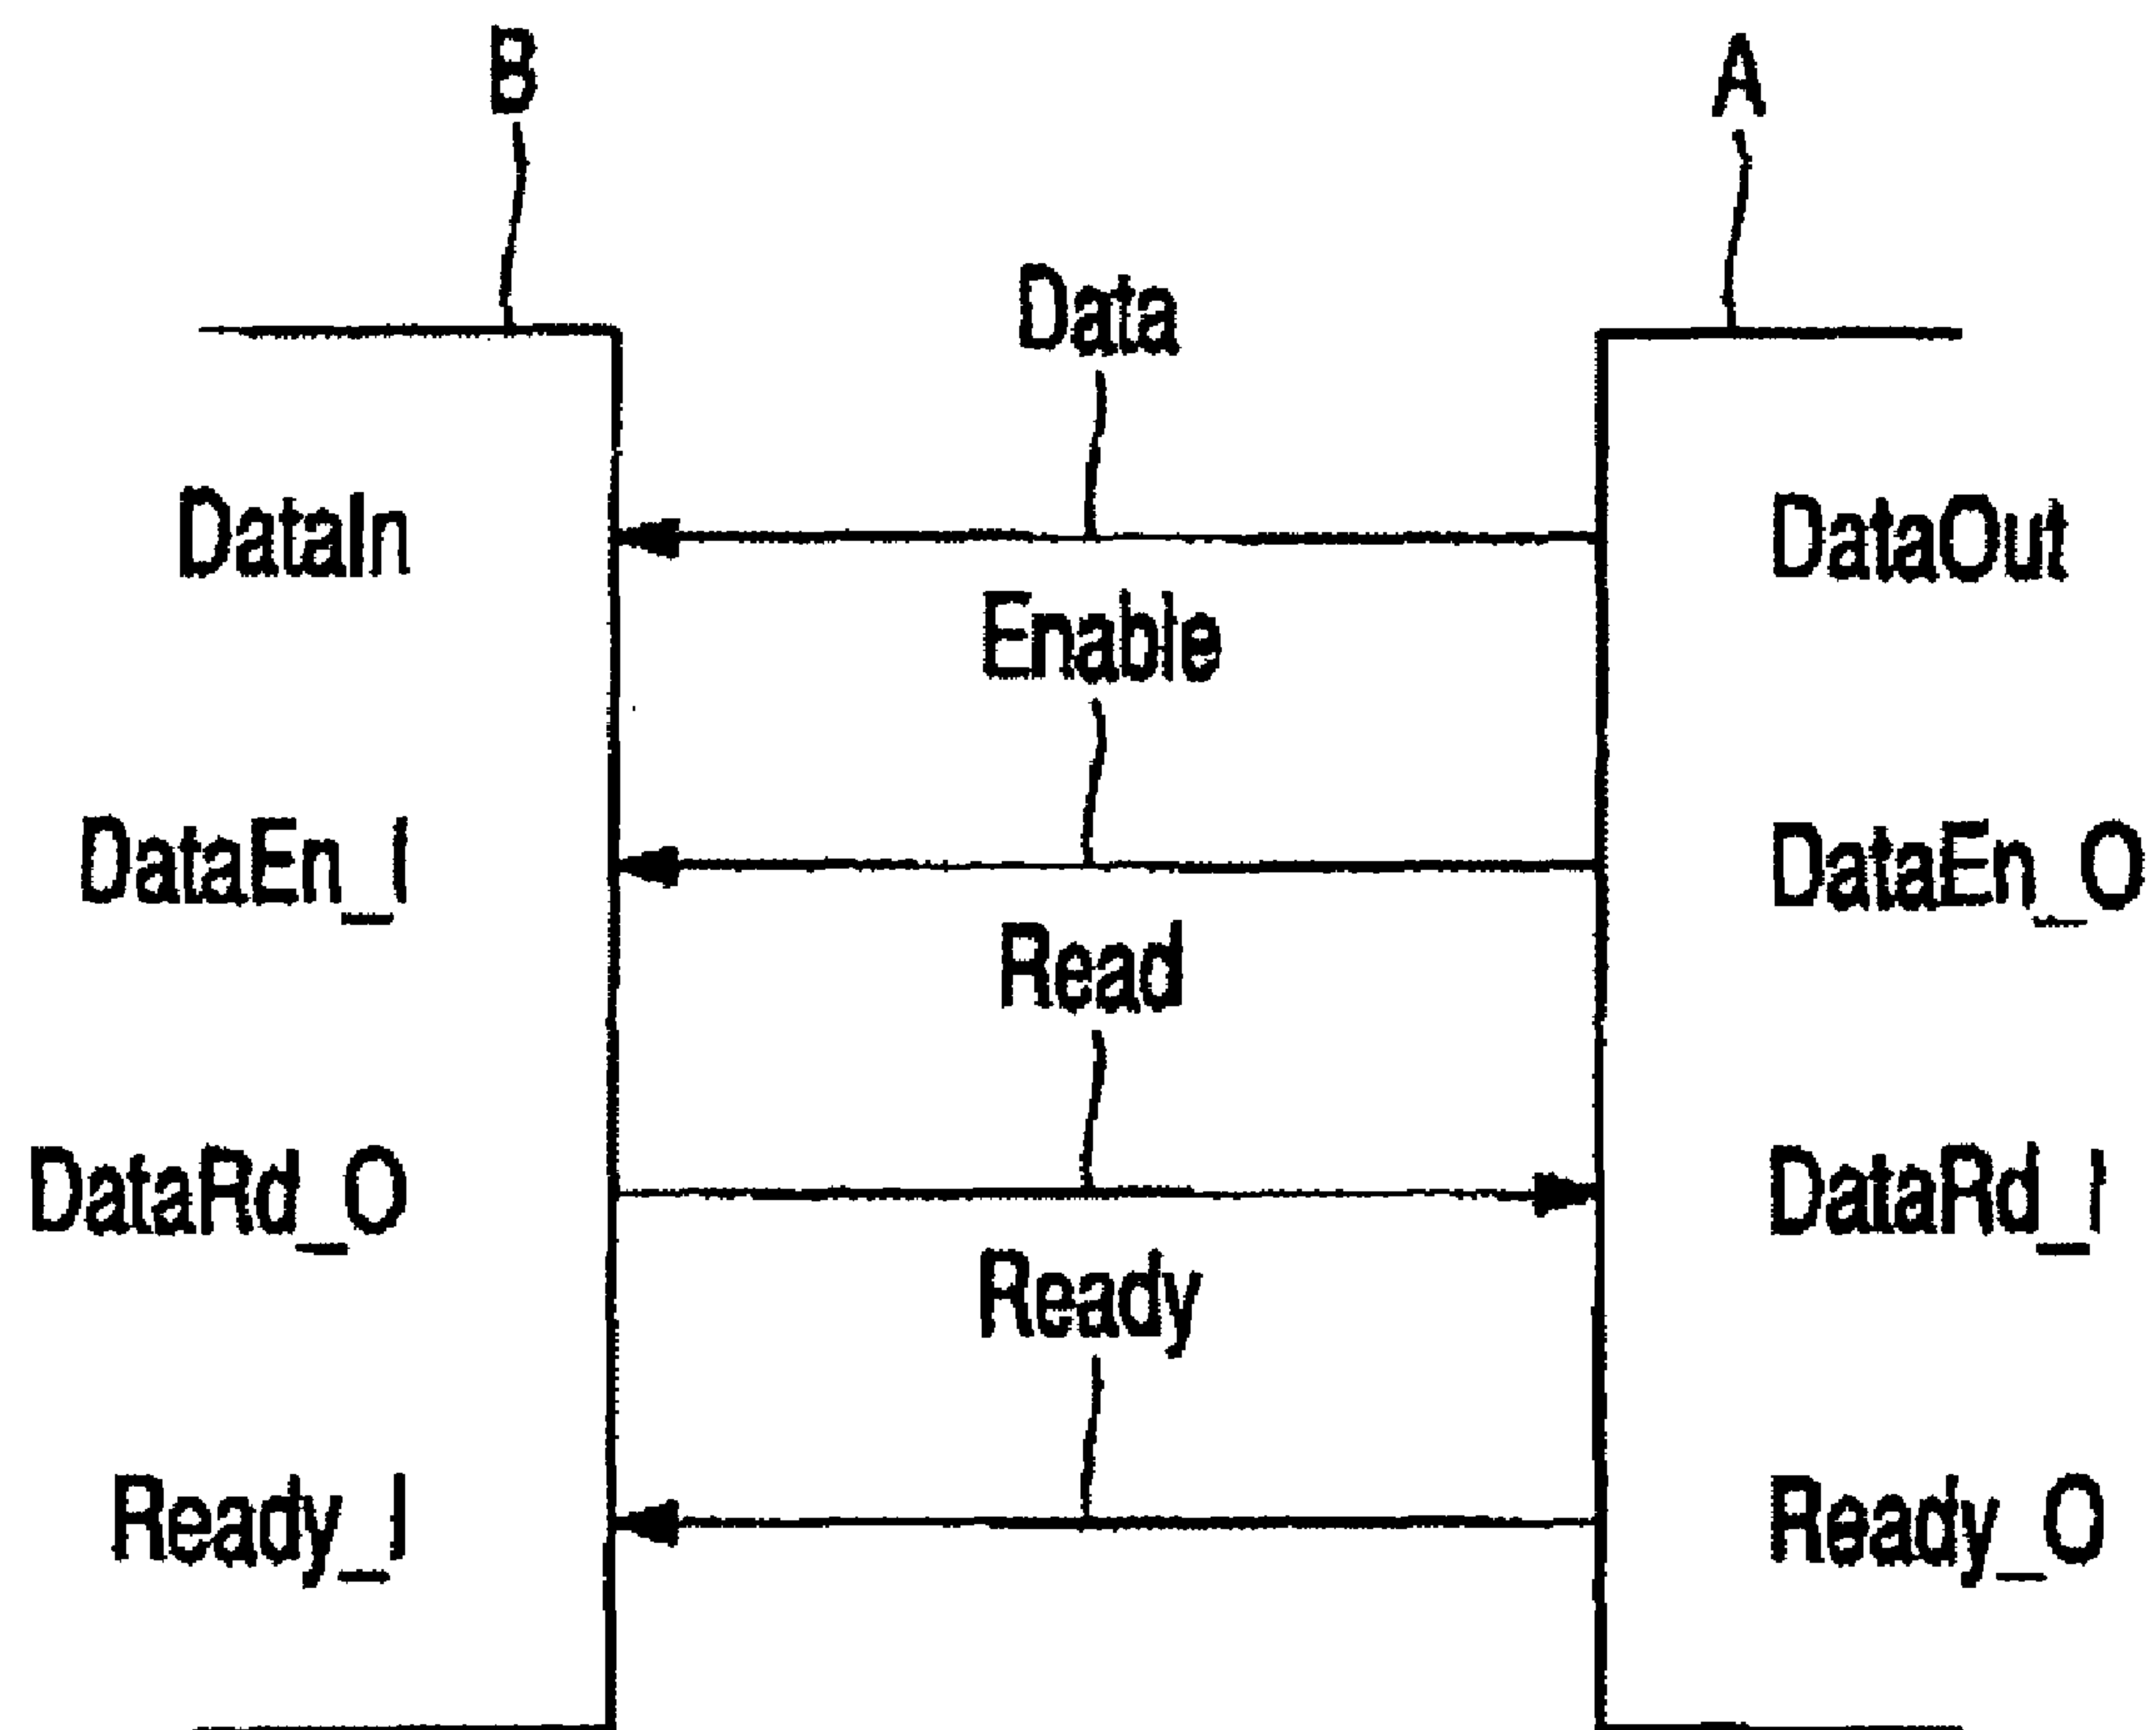 B
A
Data
DataIn
DataOut
Enable
DataEn_I
DataEn_O
Read
DataRd_O
DataRd_I
Ready
Ready_I
Ready_O